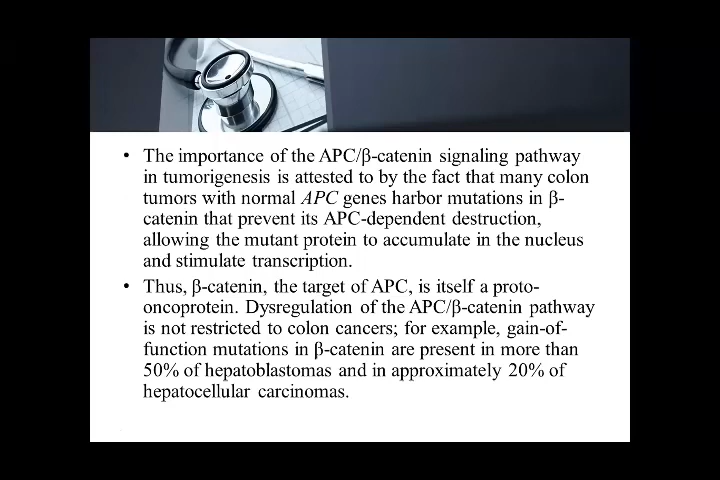 • The importance of the APC/β-catenin signaling pathway
in tumorigenesis is attested to by the fact that many colon
tumors with normal APC genes harbor mutations in β-
catenin that prevent its APC-dependent destruction,
allowing the mutant protein to accumulate in the nucleus
and stimulate transcription.
• Thus, β-catenin, the target of APC, is itself a proto-
oncoprotein. Dysregulation of the APC/β-catenin pathway
is not restricted to colon cancers; for example, gain-of-
function mutations in β-catenin are present in more than
50% of hepatoblastomas and in approximately 20% of
hepatocellular carcinomas.